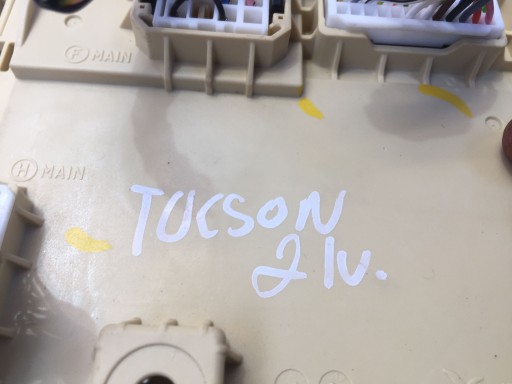 F MAIN
H MAIN
TUCSON
2 lv.